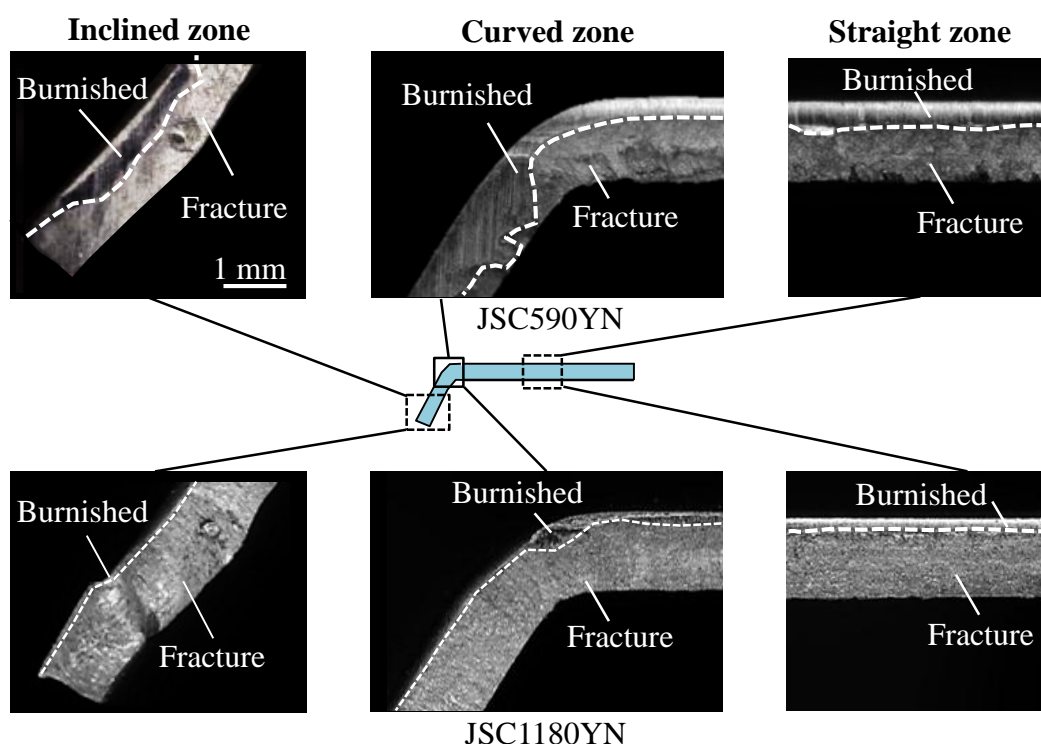 Inclined zone
Curved zone
Straight zone
Burnished
Fracture
1 mm
Burnished
Fracture
Burnished
Fracture
JSC590YN
Burnished
Fracture
Burnished
Fracture
Burnished
Fracture
JSC1180YN